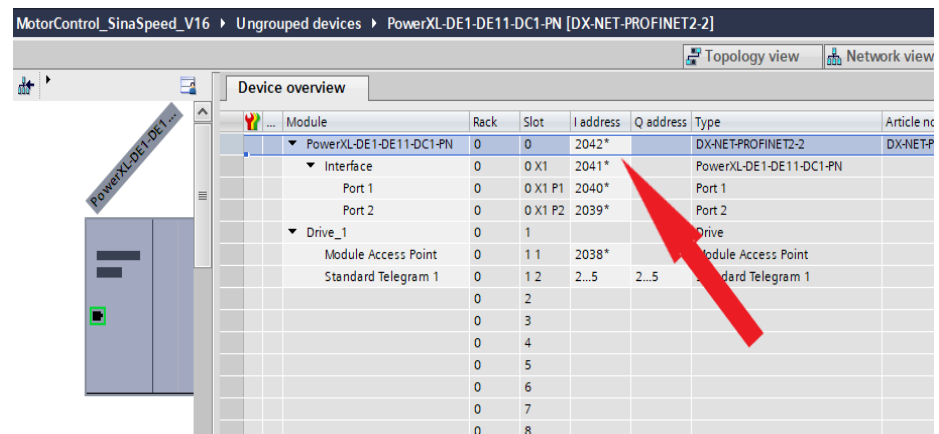 MotorControl_SinaSpeed_V16 ▸ Ungrouped devices ▸ PowerXL-DE1-DE11-DC1-PN [DX-NET-PROFINET2-2]
Topology view Network view
Device overview
... Module Rack Slot I address Q address Type Article no
PowerXL-DE1-DE11-DC1-PN 0 0 2042* DX-NET-PROFINET2-2 DX-NET-P
Interface 0 0 X1 2041* PowerXL-DE1-DE11-DC1-PN
Port 1 0 0 X1 P1 2040* Port 1
Port 2 0 0 X1 P2 2039* Port 2
Drive_1 0 1 Drive
Module Access Point 0 1 1 2038* Module Access Point
Standard Telegram 1 0 1 2 2...5 2...5 Telegram 1
0 2
0 3
0 4
0 5
0 6
0 7
0 8
PowerXL-DE1-DE1...